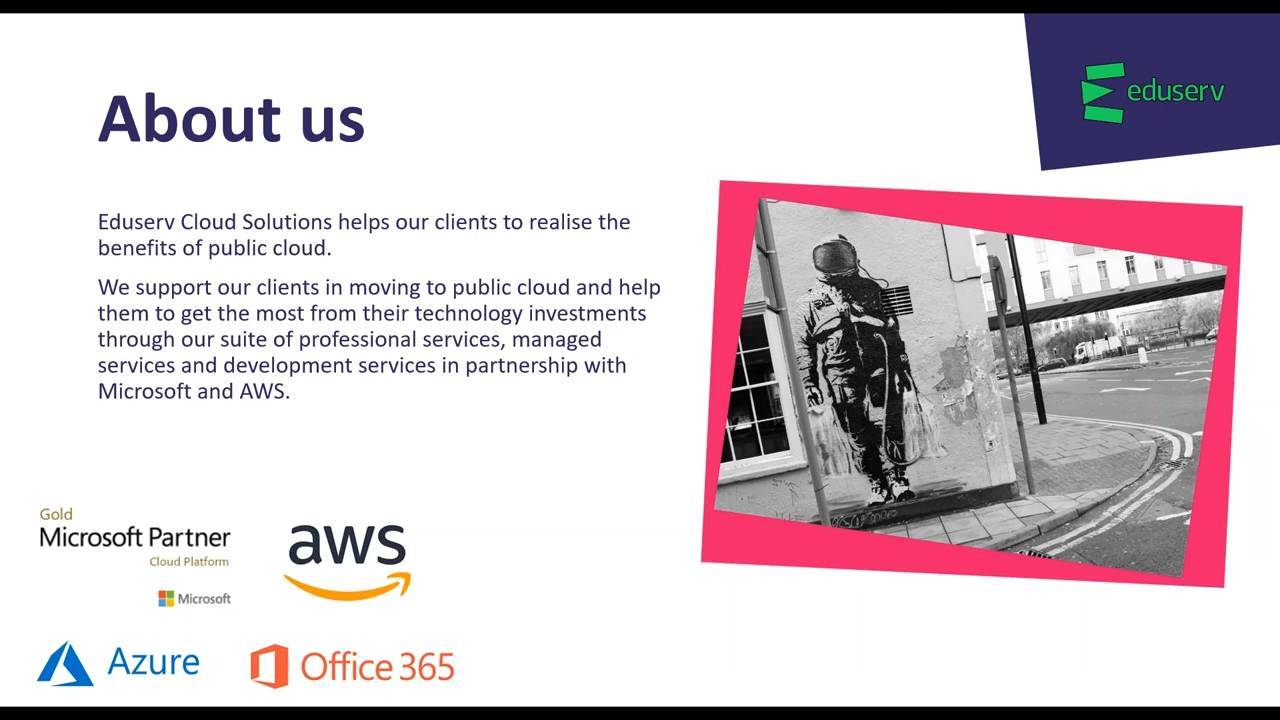 eduserv
About us
Eduserv Cloud Solutions helps our clients to realise the
benefits of public cloud.
We support our clients in moving to public cloud and help
them to get the most from their technology investments
through our suite of professional services, managed
services and development services in partnership with
Microsoft and AWS.
Gold
Microsoft Partner
Cloud Platform
Microsoft
aws
Azure
Office 365